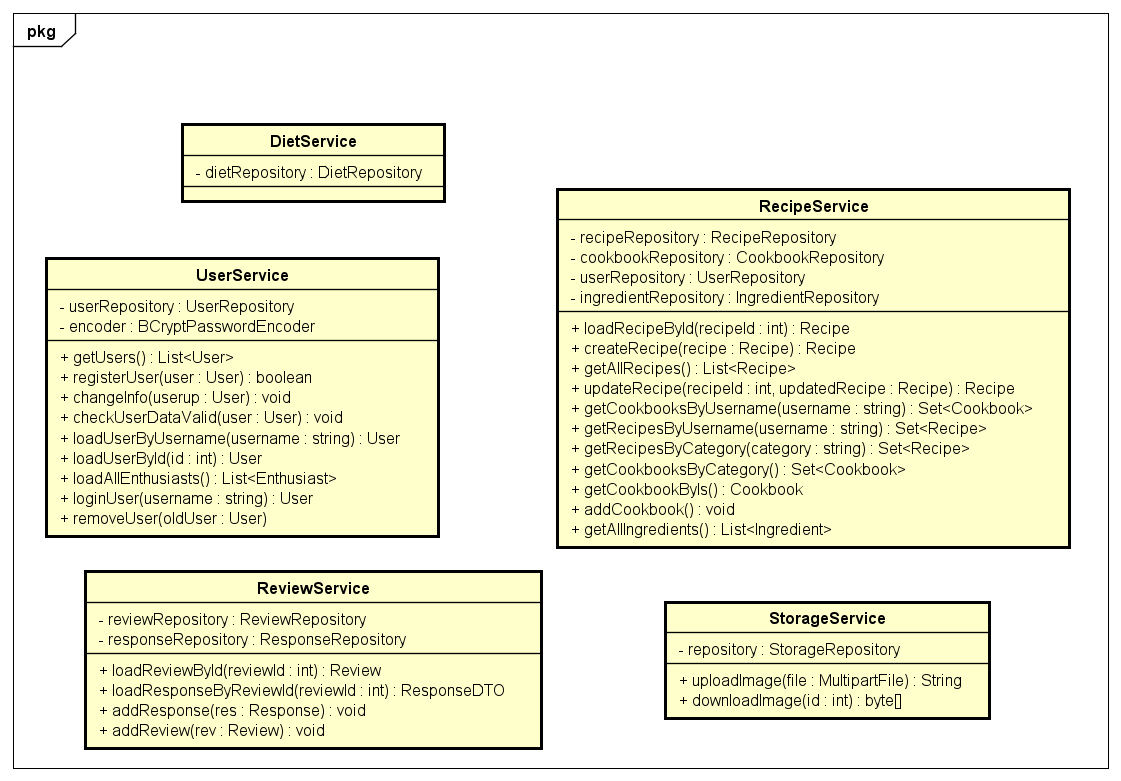 pkg
DietService
- dietRepository : DietRepository
UserService
- userRepository : UserRepository
- encoder : BCryptPasswordEncoder
+ getUsers() : List<User>
+ registerUser(user : User) : boolean
+ changeInfo(userup : User) : void
+ checkUserDataValid(user : User) : void
+ loadUserByUsername(username : string) : User
+ loadUserById(id : int) : User
+ loadAllEnthusiasts() : List<Enthusiast>
+ loginUser(username : string) : User
+ removeUser(oldUser : User)
RecipeService
- recipeRepository : RecipeRepository
- cookbookRepository : CookbookRepository
- userRepository : UserRepository
- ingredientRepository : IngredientRepository
+ loadRecipeById(recipeId : int) : Recipe
+ createRecipe(recipe : Recipe) : Recipe
+ getAllRecipes() : List<Recipe>
+ updateRecipe(recipeId : int, updatedRecipe : Recipe) : Recipe
+ getCookbooksByUsername(username : string) : Set<Cookbook>
+ getRecipesByUsername(username : string) : Set<Recipe>
+ getRecipesByCategory(category : string) : Set<Recipe>
+ getCookbooksByCategory() : Set<Cookbook>
+ getCookbookByIs() : Cookbook
+ addCookbook() : void
+ getAllIngredients() : List<Ingredient>
ReviewService
- reviewRepository : ReviewRepository
- responseRepository : ResponseRepository
+ loadReviewById(reviewId : int) : Review
+ loadResponseByReviewId(reviewId : int) : ResponseDTO
+ addResponse(res : Response) : void
+ addReview(rev : Review) : void
StorageService
- repository : StorageRepository
+ uploadImage(file : MultipartFile) : String
+ downloadImage(id : int) : byte[]